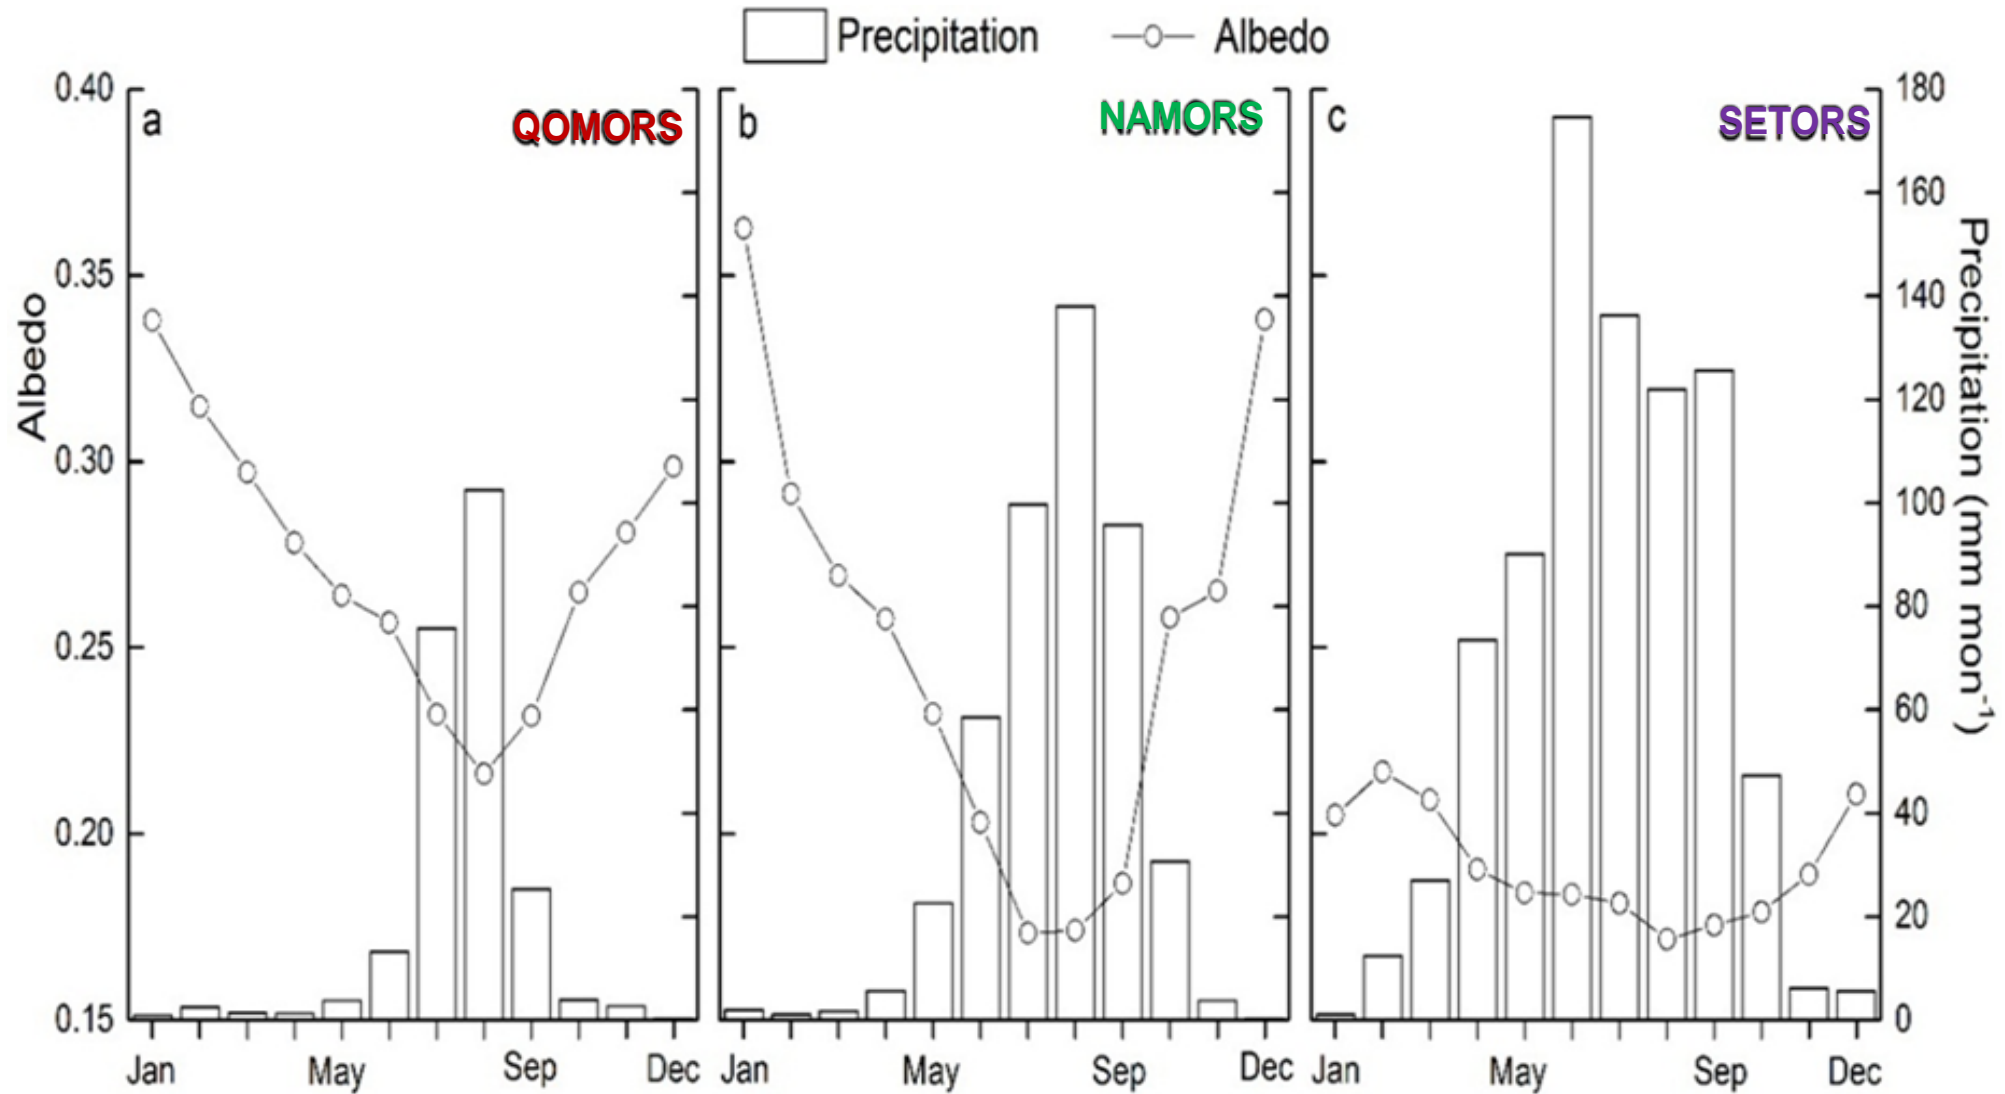 Precipitation
Albedo
a
QOMORS
b
NAMORS
c
SETORS
Albedo
0.40
0.35
0.30
0.25
0.20
0.15
180
160
140
120
100
80
60
40
20
0
Precipitation (mm mon⁻¹)
Jan May Sep Dec
Jan May Sep Dec
Jan May Sep Dec